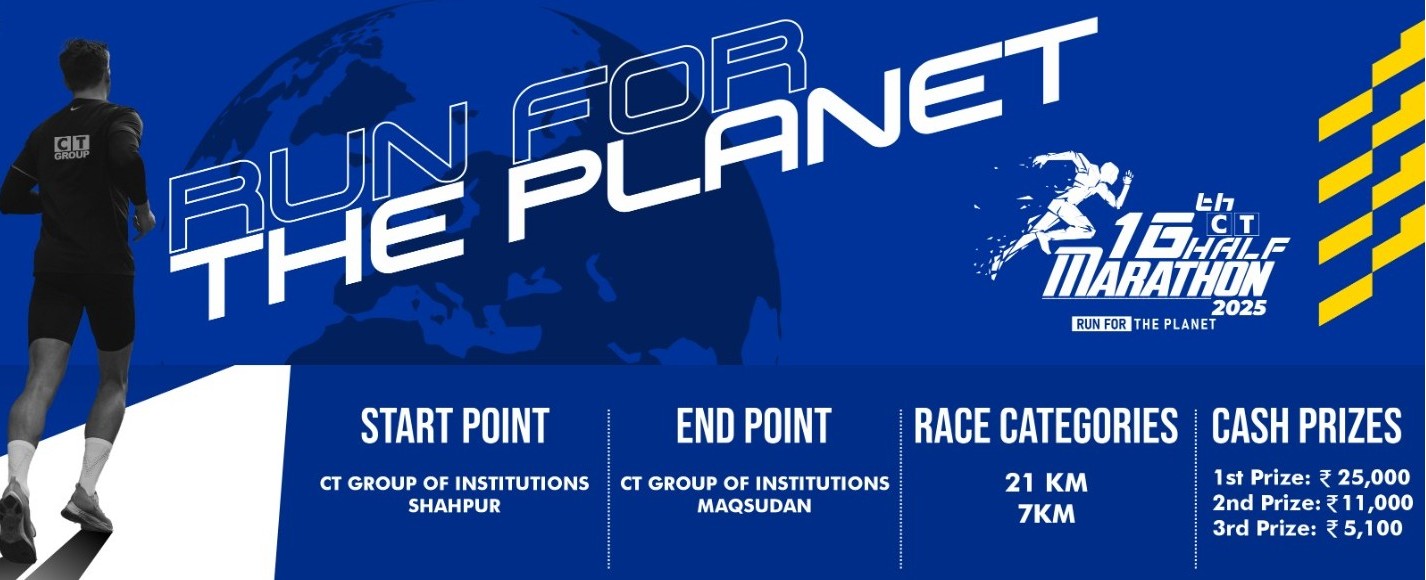 CT
GROUP
RUN FOR
THE PLANET
16th CT
HALF
MARATHON
2025
RUN FOR THE PLANET
START POINT
CT GROUP OF INSTITUTIONS
SHAHPUR
END POINT
CT GROUP OF INSTITUTIONS
MAQSUDAN
RACE CATEGORIES
21 KM
7KM
CASH PRIZES
1st Prize: ₹ 25,000
2nd Prize: ₹ 11,000
3rd Prize: ₹ 5,100